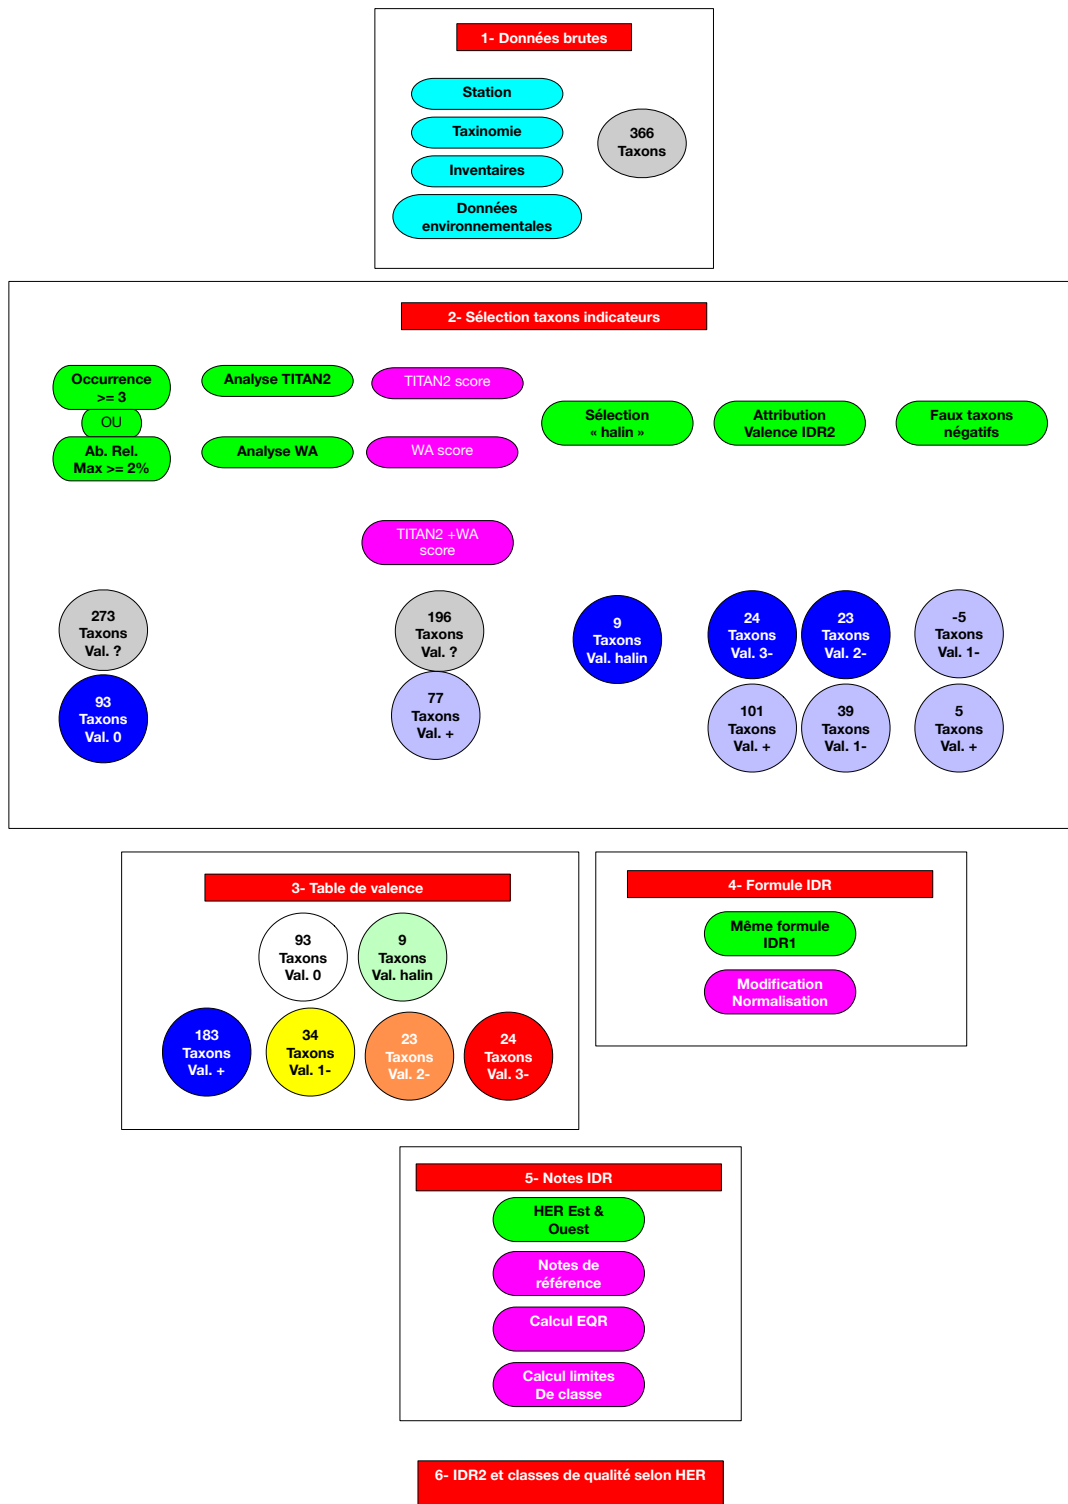 1- Données brutes
Station
Taxinomie
Inventaires
Données
environnementales
366
Taxons
2- Sélection taxons indicateurs
Occurrence
>= 3
OU
Ab. Rel.
Max >= 2%
Analyse TITAN2
Analyse WA
TITAN2 score
WA score
TITAN2 +WA
score
Sélection
« halin »
Attribution
Valence IDR2
Faux taxons
négatifs
273
Taxons
Val. ?
93
Taxons
Val. 0
196
Taxons
Val. ?
77
Taxons
Val. +
9
Taxons
Val. halin
24
Taxons
Val. 3-
23
Taxons
Val. 2-
101
Taxons
Val. +
39
Taxons
Val. 1-
-5
Taxons
Val. 1-
5
Taxons
Val. +
3- Table de valence
93
Taxons
Val. 0
9
Taxons
Val. halin
183
Taxons
Val. +
34
Taxons
Val. 1-
23
Taxons
Val. 2-
24
Taxons
Val. 3-
4- Formule IDR
Même formule
IDR1
Modification
Normalisation
5- Notes IDR
HER Est &
Ouest
Notes de
référence
Calcul EQR
Calcul limites
De classe
6- IDR2 et classes de qualité selon HER